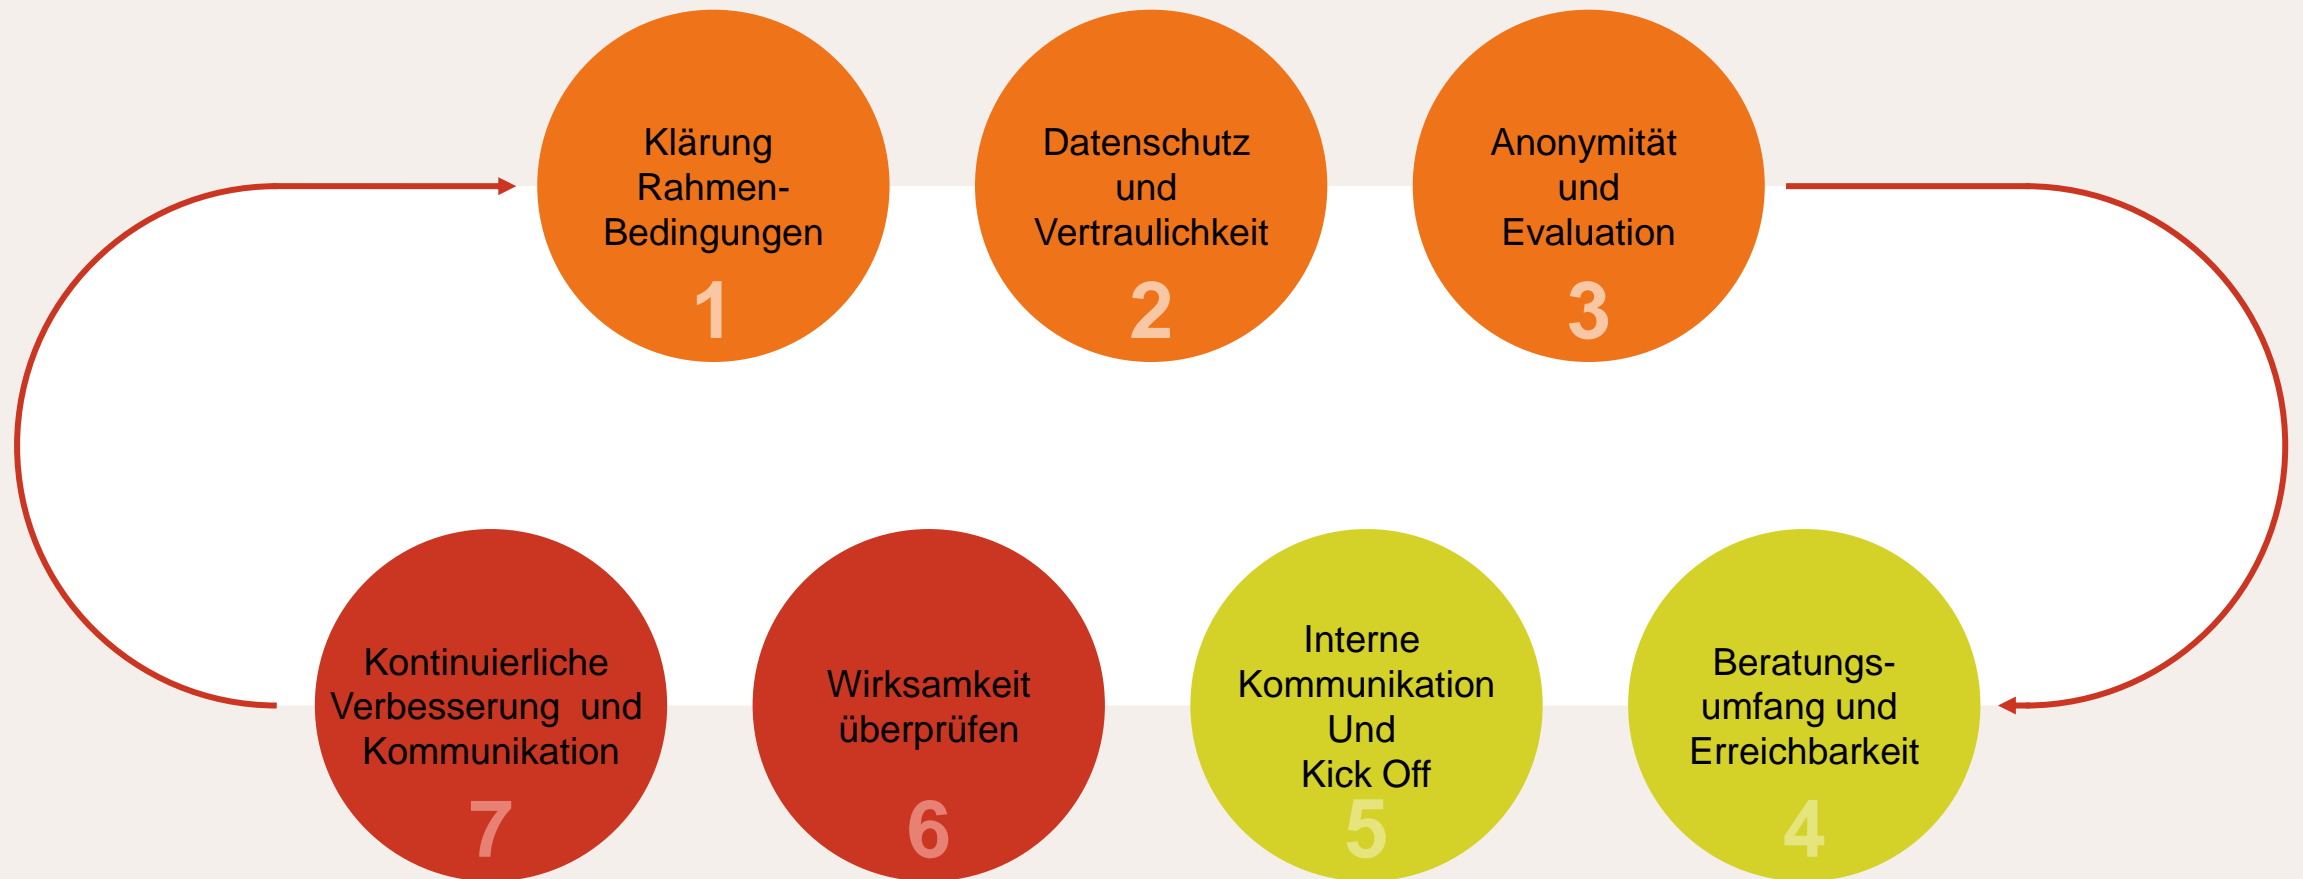 Klärung
Rahmen-
Bedingungen
1
Datenschutz
und
Vertraulichkeit
2
Anonymität
und
Evaluation
3
Beratungs-
umfang und
Erreichbarkeit
4
Interne
Kommunikation
Und
Kick Off
5
Wirksamkeit
überprüfen
6
Kontinuierliche
Verbesserung  und
Kommunikation
7